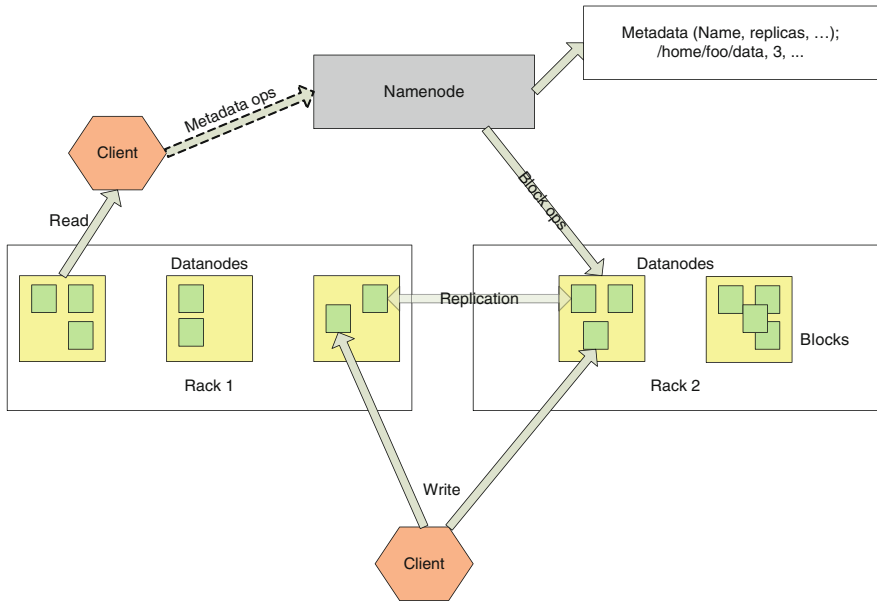 Metadata (Name, replicas, …);
/home/foo/data, 3, ...
Namenode
Metadata ops
Client
Block ops
Read
Datanodes
Datanodes
Replication
Blocks
Rack 1
Rack 2
Write
Client